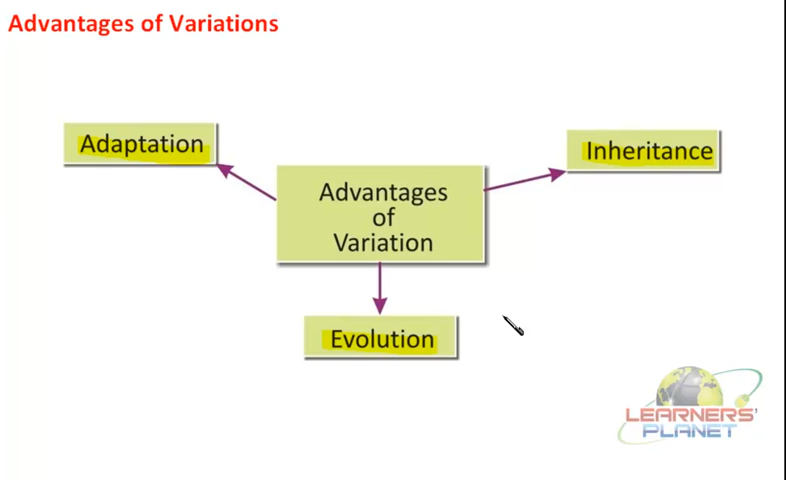 Advantages of Variations
Adaptation
Inheritance
Advantages
of
Variation
Evolution
LEARNERS'
PLANET